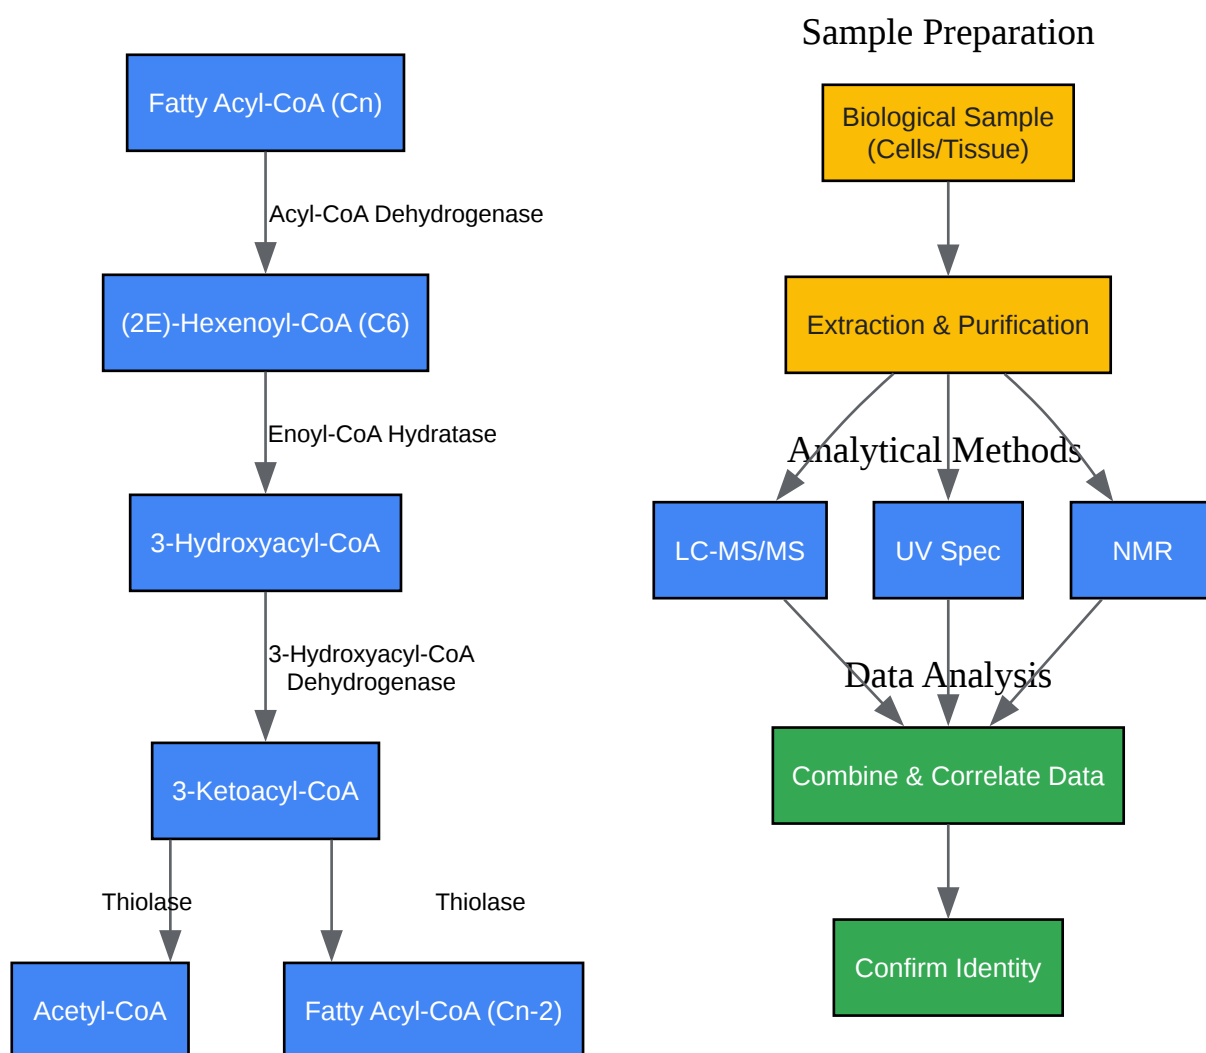 Fatty Acyl-CoA (Cn)
Acyl-CoA Dehydrogenase
(2E)-Hexenoyl-CoA (C6)
Enoyl-CoA Hydratase
3-Hydroxyacyl-CoA
3-Hydroxyacyl-CoA
Dehydrogenase
3-Ketoacyl-CoA
Thiolase
Thiolase
Acetyl-CoA
Fatty Acyl-CoA (Cn-2)
Sample Preparation
Biological Sample
(Cells/Tissue)
Extraction & Purification
Analytical Methods
LC-MS/MS
UV Spec
NMR
Data Analysis
Combine & Correlate Data
Confirm Identity